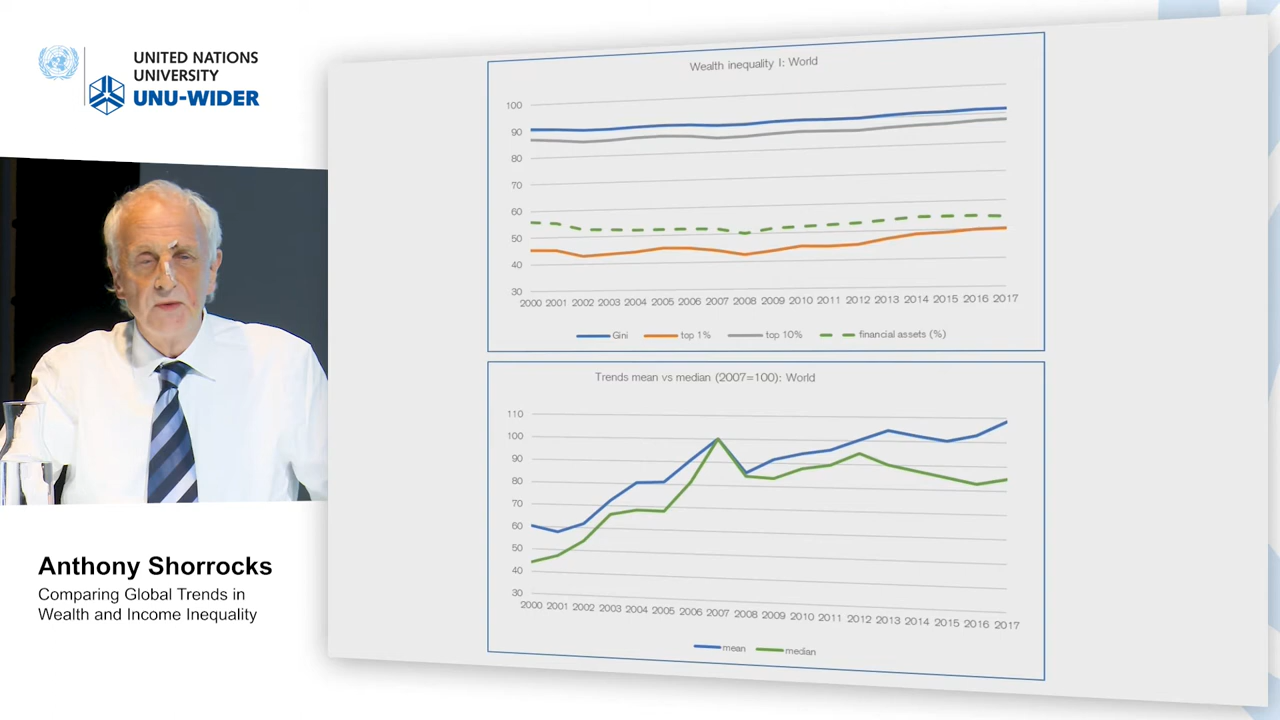 UNITED NATIONS
UNIVERSITY
UNU-WIDER
Anthony Shorrocks
Comparing Global Trends in
Wealth and Income Inequality
Wealth inequality I: World
100
90
80
70
60
50
40
30
2000 2001 2002 2003 2004 2005 2006 2007 2008 2009 2010 2011 2012 2013 2014 2015 2016 2017
Gini top 1% top 10% financial assets (%)
Trends mean vs median (2007=100): World
110
100
90
80
70
60
50
40
30
2000 2001 2002 2003 2004 2005 2006 2007 2008 2009 2010 2011 2012 2013 2014 2015 2016 2017
mean median